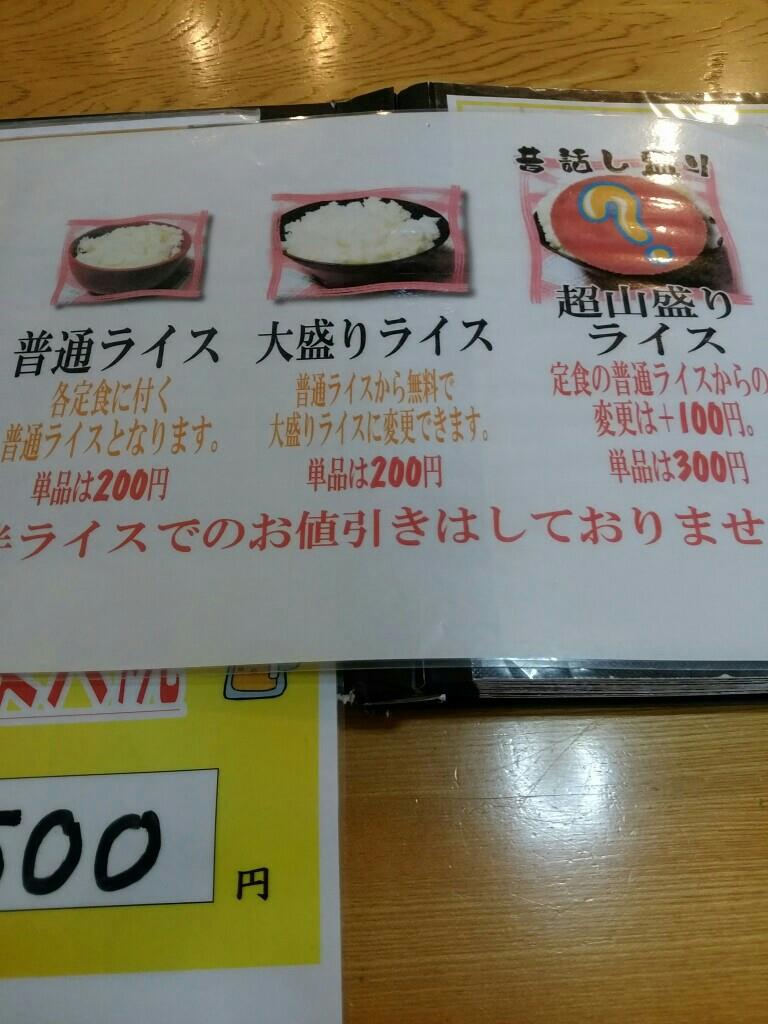 昔話し盛り
普通ライス
各定食に付く
普通ライスとなります。
単品は200円
大盛りライス
普通ライスから無料で
大盛りライスに変更できます。
単品は200円
超山盛り
ライス
定食の普通ライスからの
変更は+100円。
単品は300円
ライスでのお値引きはしておりませ
500
円